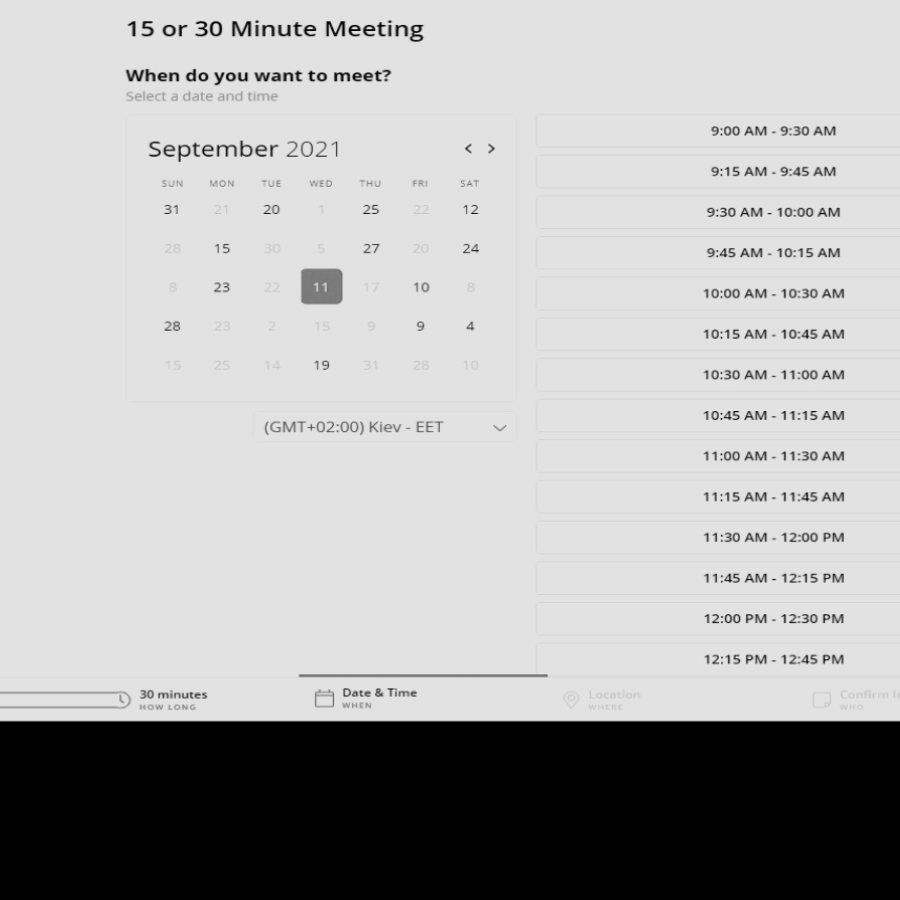 15 or 30 Minute Meeting
When do you want to meet?
Select a date and time
September 2021 < >
SUN MON TUE WED THU FRI SAT
31 21 20 1 25 22 12
28 15 30 5 27 20 24
8 23 22 11 17 10 8
28 23 2 15 9 9 4
15 25 14 19 31 28 10
(GMT+02:00) Kiev - EET
9:00 AM - 9:30 AM
9:15 AM - 9:45 AM
9:30 AM - 10:00 AM
9:45 AM - 10:15 AM
10:00 AM - 10:30 AM
10:15 AM - 10:45 AM
10:30 AM - 11:00 AM
10:45 AM - 11:15 AM
11:00 AM - 11:30 AM
11:15 AM - 11:45 AM
11:30 AM - 12:00 PM
11:45 AM - 12:15 PM
12:00 PM - 12:30 PM
12:15 PM - 12:45 PM
30 minutes
HOW LONG
Date & Time
WHEN
Location
WHERE
Confirm
WHO